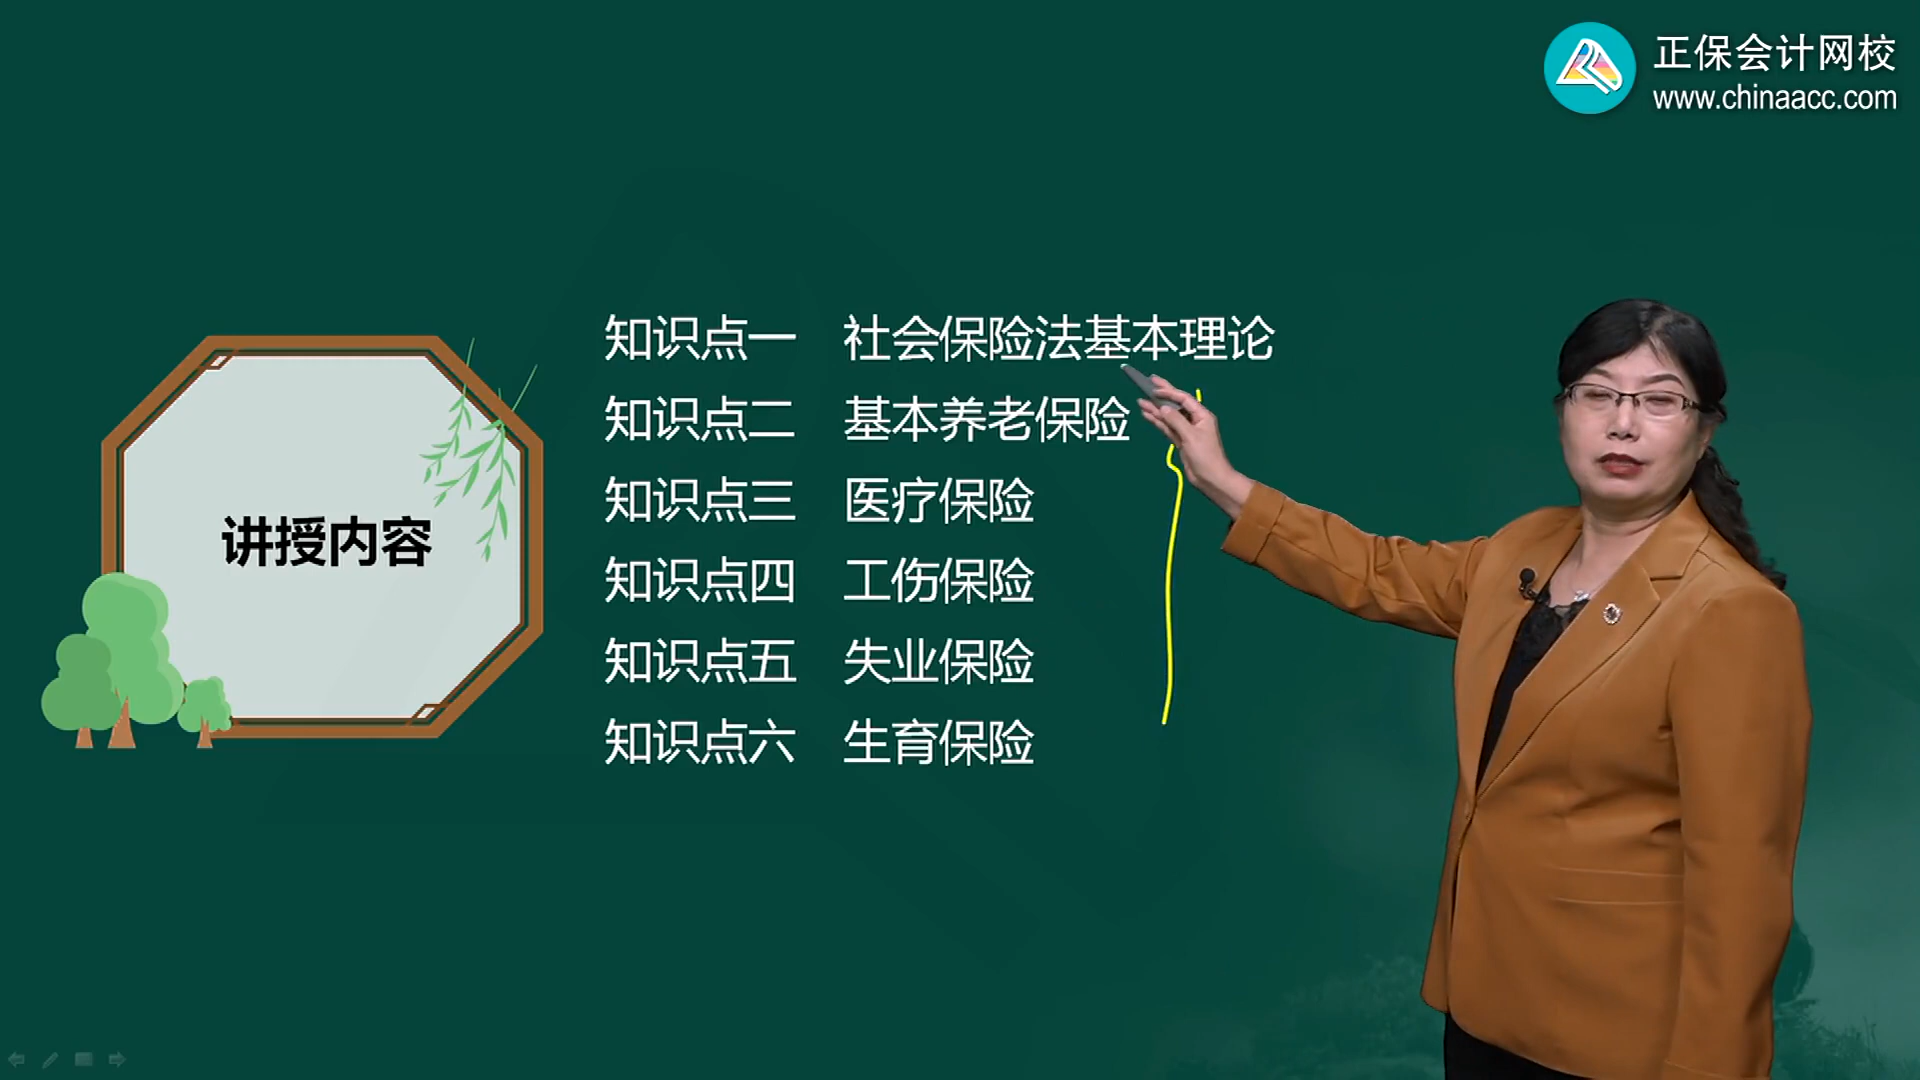 正保会计网校
www.chinaacc.com
讲授内容
知识点一 社会保险法基本理论
知识点二 基本养老保险
知识点三 医疗保险
知识点四 工伤保险
知识点五 失业保险
知识点六 生育保险